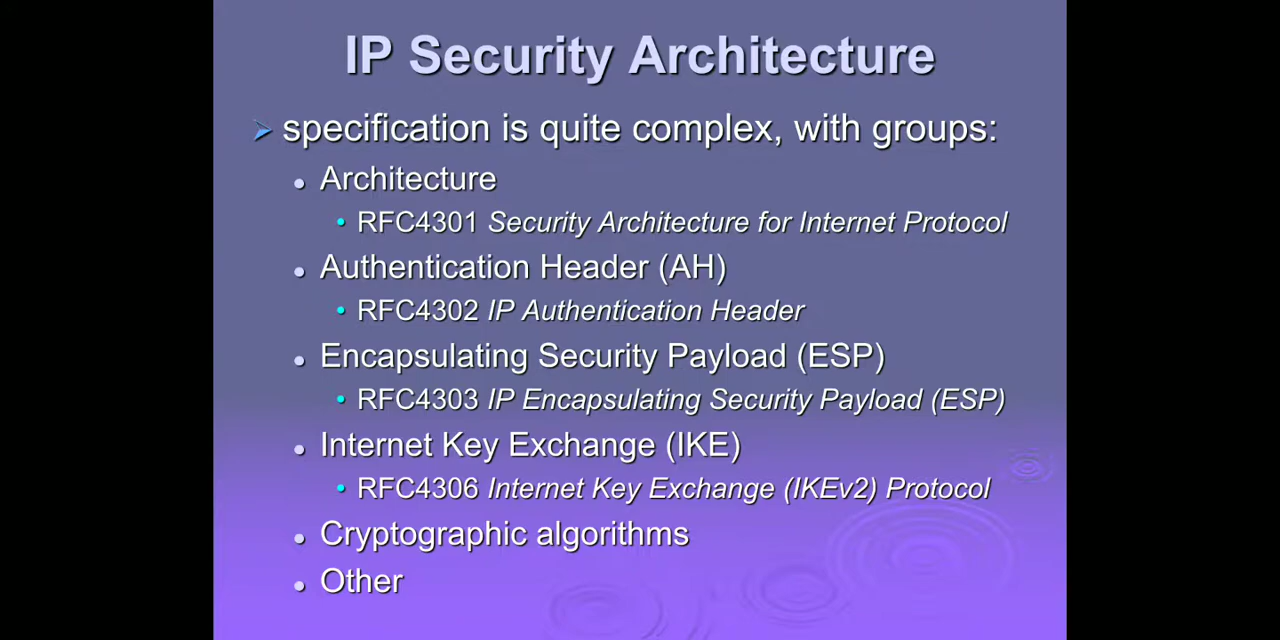 IP Security Architecture
specification is quite complex, with groups:
Architecture
RFC4301 Security Architecture for Internet Protocol
Authentication Header (AH)
RFC4302 IP Authentication Header
Encapsulating Security Payload (ESP)
RFC4303 IP Encapsulating Security Payload (ESP)
Internet Key Exchange (IKE)
RFC4306 Internet Key Exchange (IKEv2) Protocol
Cryptographic algorithms
Other